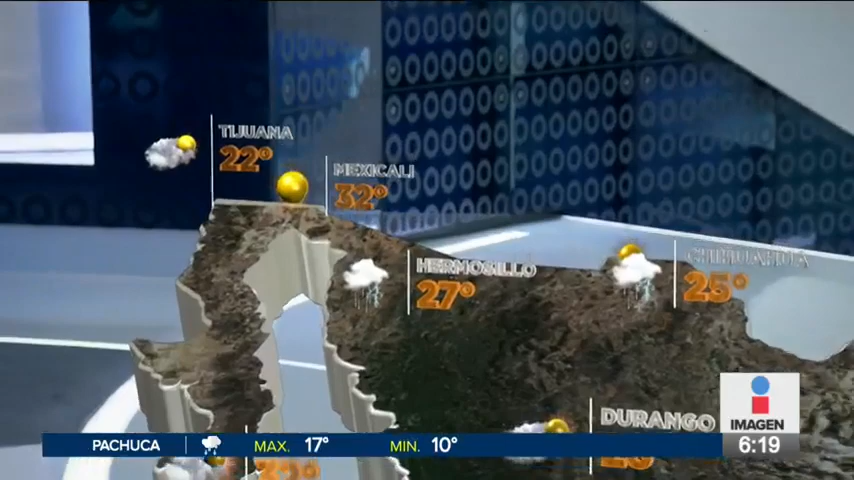 TIJUANA
22°
MEXICALI
32°
HERMOSILLO
27°
CHIHUAHUA
25°
DURANGO
IMAGEN
PACHUCA MAX. 17° MIN. 10°
6:19